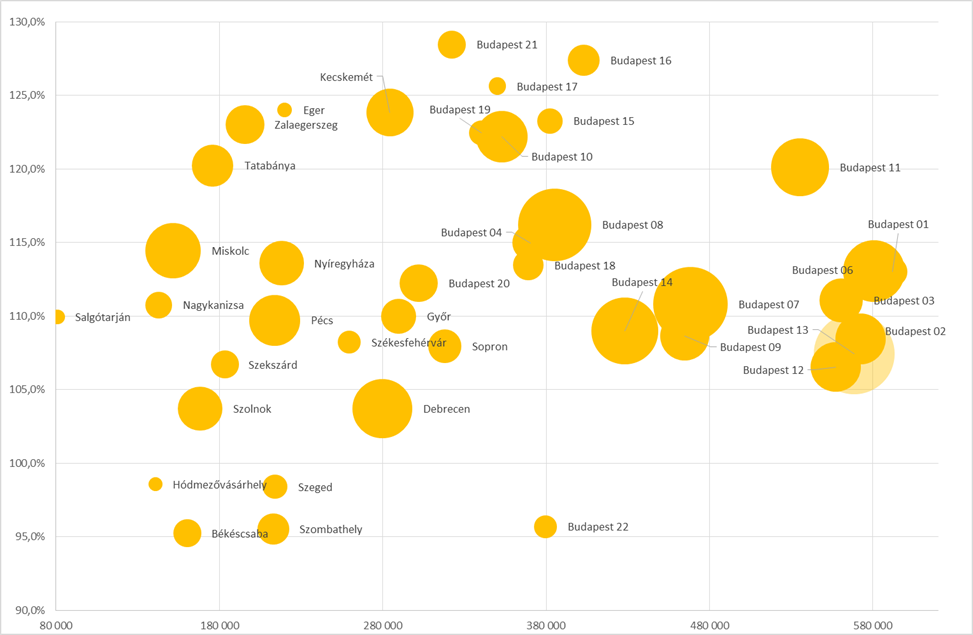 130,0%
Budapest 21
Budapest 16
Kecskemét
125,0%
Budapest 17
Budapest 19
Eger
Zalaegerszeg
Budapest 15
Budapest 10
120,0%
Tatabánya
Budapest 11
115,0%
Budapest 01
Budapest 08
Budapest 04
Miskolc
Nyíregyháza
Budapest 18
Budapest 06
Budapest 20
Budapest 14
Nagykanizsa
Budapest 07
Budapest 03
110,0%
Salgótarján
Pécs
Győr
Budapest 13
Budapest 02
Székesfehérvár
Sopron
Budapest 09
Szekszárd
Budapest 12
105,0%
Szolnok
Debrecen
100,0%
Hódmezővásárhely
Szeged
95,0%
Békéscsaba
Szombathely
Budapest 22
90,0%
80 000
180 000
280 000
380 000
480 000
580 000